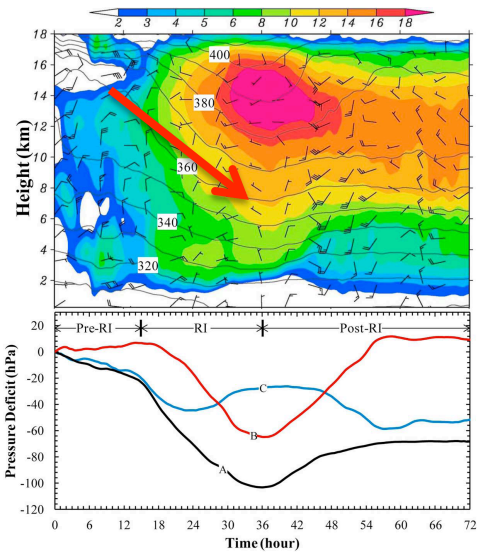 2 3 4 5 6 8 10 12 14 16 18
18
16
14
12
10
8
6
4
2
Height (km)
400
380
360
340
320
20
0
-20
-40
-60
-80
-100
-120
Pressure Deficit (hPa)
Pre-RI RI Post-RI
C
B
A
0 6 12 18 24 30 36 42 48 54 60 66 72
Time (hour)